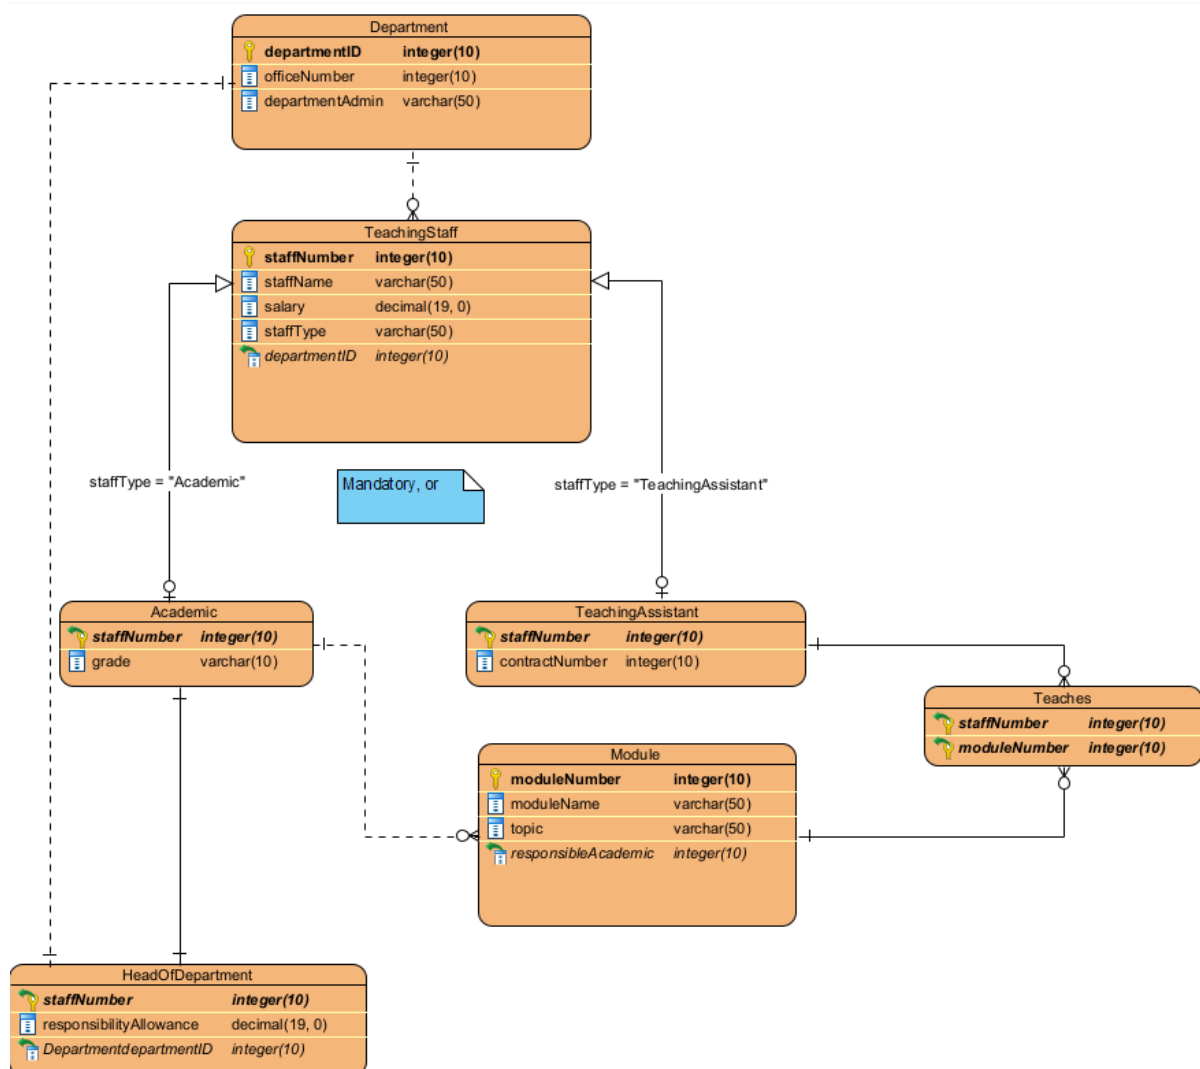 Department
departmentID integer(10)
officeNumber integer(10)
departmentAdmin varchar(50)
TeachingStaff
staffNumber integer(10)
staffName varchar(50)
salary decimal(19, 0)
staffType varchar(50)
departmentID integer(10)
staffType = "Academic"
Mandatory, or
staffType = "TeachingAssistant"
Academic
staffNumber integer(10)
grade varchar(10)
TeachingAssistant
staffNumber integer(10)
contractNumber integer(10)
Teaches
staffNumber integer(10)
moduleNumber integer(10)
Module
moduleNumber integer(10)
moduleName varchar(50)
topic varchar(50)
responsibleAcademic integer(10)
HeadOfDepartment
staffNumber integer(10)
responsibilityAllowance decimal(19, 0)
DepartmentdepartmentID integer(10)